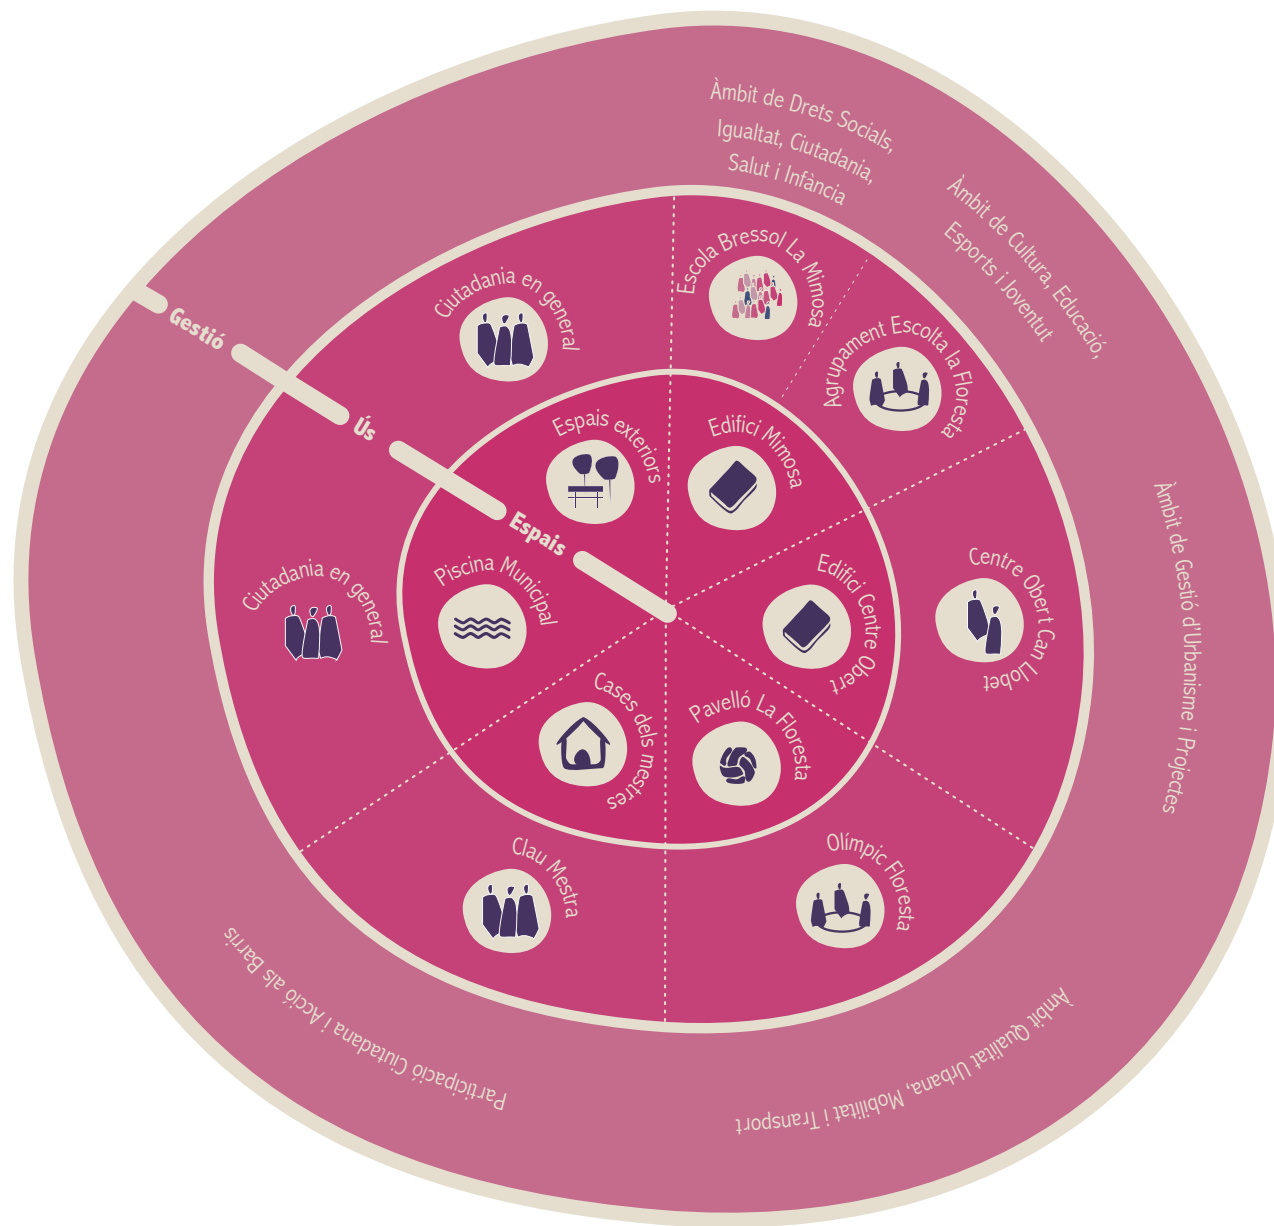 Àmbit de Drets Socials,
Igualtat, Ciutadania,
Salut i Infància
Àmbit de Cultura, Educació,
Esports i Joventut
Àmbit de Gestió d'Urbanisme i Projectes
Àmbit Qualitat Urbana, Mobilitat i Transport
Participació Ciutadana i Acció als Barris
Gestió
Ús
Espais
Ciutadania en general
Escola Bressol La Mimosa
Agrupament Escolta la Floresta
Centre Obert Can Llobet
Olímpic Floresta
Clau Mestra
Ciutadania en general
Espais exteriors
Edifici Mimosa
Edifici Centre Obert
Pavelló La Floresta
Cases dels mestres
Piscina Municipal